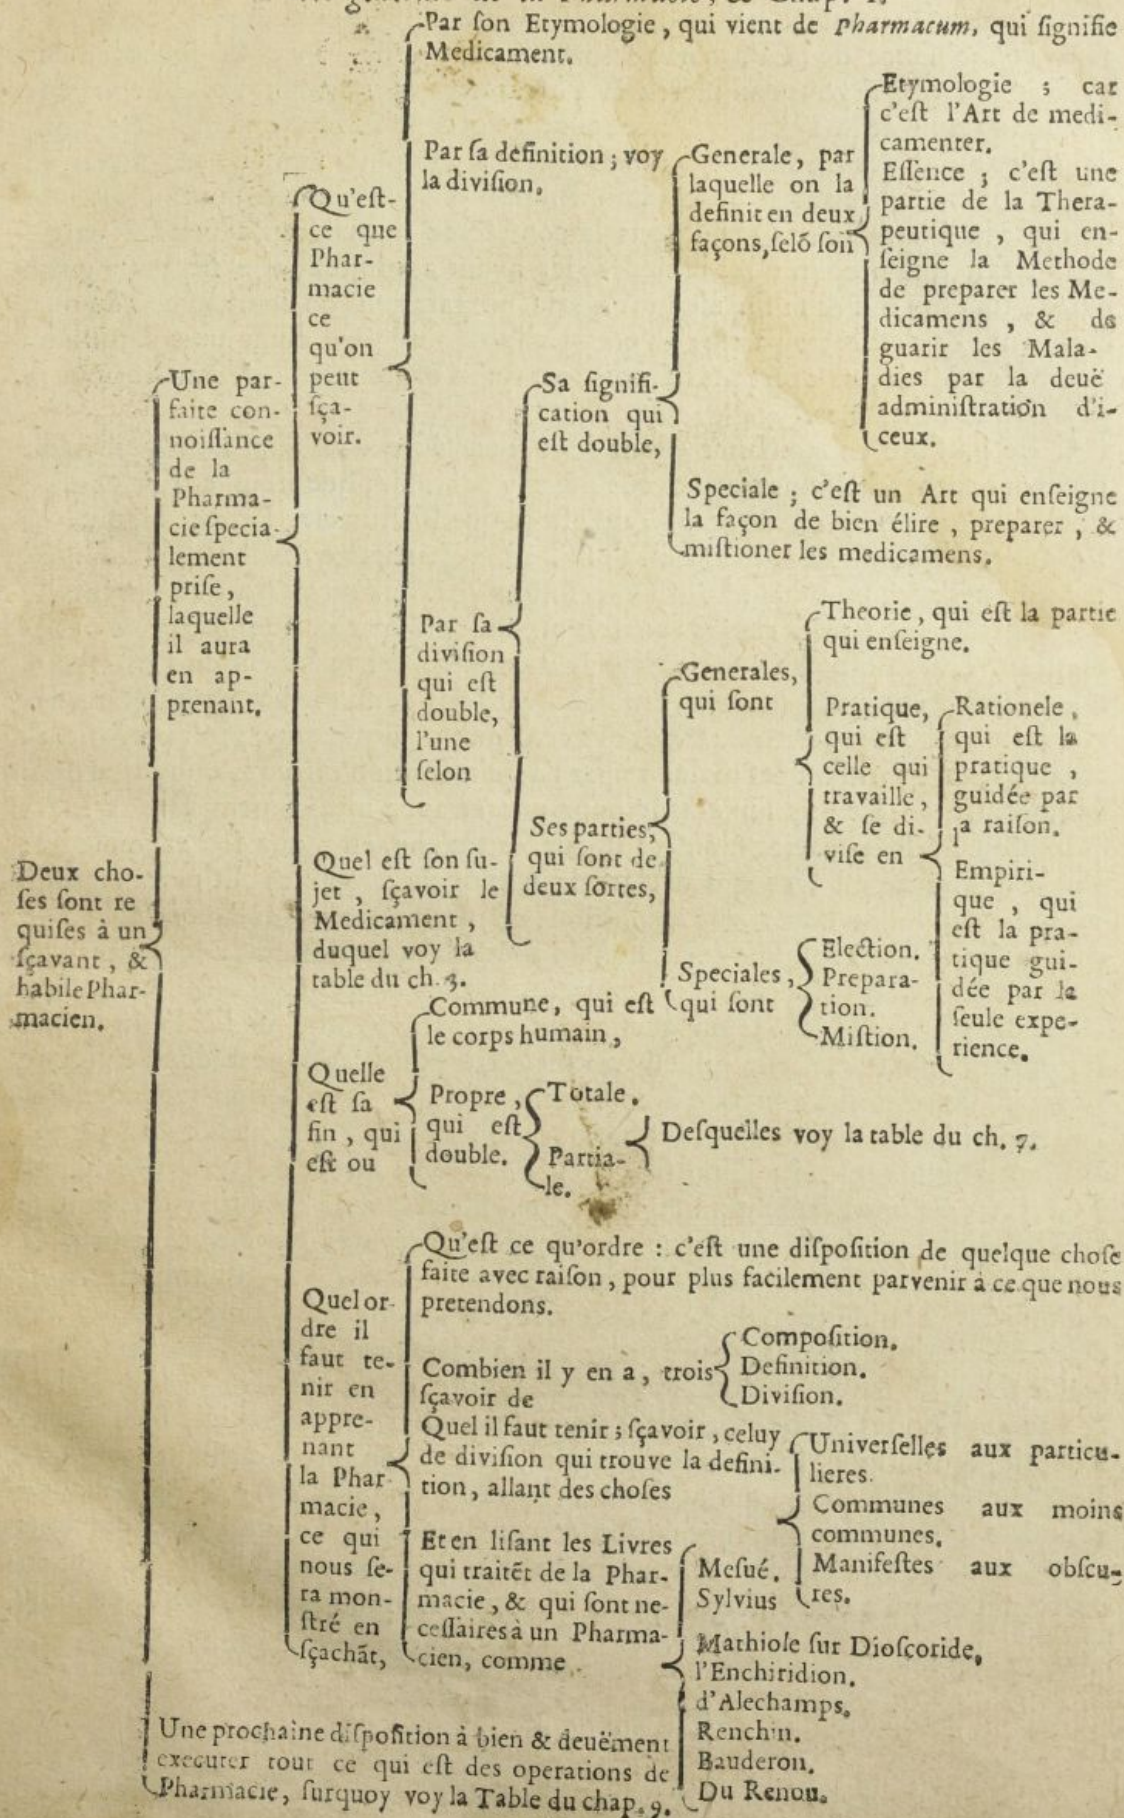 Par ſon Etymologie, qui vient de Pharmacum, qui ſignifie
Medicament.
Par ſa definition ; voy
la diviſion.
Generale, par
laquelle on la
definit en deux
façons, ſelõ ſon
Etymologie ; car
c'eſt l'Art de medi-
camenter.
Eſſence ; c'eſt une
partie de la Thera-
peutique, qui en-
ſeigne la Methode
de preparer les Me-
dicamens, & de
guarir les Mala-
dies par la deuë
adminiſtration d'i-
ceux.
Qu'eſt-
ce que
Phar-
macie
ce
qu'on
peut
ſça-
voir.
Une par-
faite con-
noiſſance
de la
Pharma-
cie ſpecia-
lement
priſe,
laquelle
il aura
en ap-
prenant.
Sa ſignifi-
cation qui
eſt double,
Speciale ; c'eſt un Art qui enſeigne
la façon de bien élire, preparer, &
miſtioner les medicamens.
Par ſa
diviſion
qui eſt
double,
l'une
ſelon
Theorie, qui eſt la partie
qui enſeigne.
Generales,
qui ſont
Pratique,
qui eſt
celle qui
travaille,
& ſe di-
viſe en
Rationele,
qui eſt la
pratique,
guidée par
la raiſon.
Empiri-
que, qui
eſt la pra-
tique gui-
dée par la
ſeule expe-
rience.
Ses parties,
qui ſont de
deux ſortes,
Speciales,
qui ſont
Election.
Prepara-
tion.
Miſtion.
Deux cho-
ſes ſont re
quiſes à un
ſçavant, &
habile Phar-
macien.
Quel eſt ſon ſu-
jet, ſçavoir le
Medicament,
duquel voy la
table du ch. 3.
Commune, qui eſt
le corps humain,
Quelle
eſt ſa
fin, qui
eſt ou
Propre,
qui eſt
double.
Totale.
Partia-
le.
Deſquelles voy la table du ch. 7.
Qu'eſt ce qu'ordre : c'eſt une diſpoſition de quelque choſe
faite avec raiſon, pour plus facilement parvenir à ce que nous
pretendons.
Quel or-
dre il
faut te-
nir en
appre-
nant
la Phar-
macie,
ce qui
nous ſe-
ra mon-
ſtré en
ſçachãt,
Combien il y en a, trois
ſçavoir de
Compoſition.
Definition.
Diviſion.
Quel il faut tenir ; ſçavoir, celuy
de diviſion qui trouve la defini-
tion, allant des choſes
Univerſelles aux particu-
lieres.
Communes aux moins
communes.
Manifeſtes aux obſcu-
res.
Et en liſant les Livres
qui traitẽt de la Phar-
macie, & qui ſont ne-
ceſſaires à un Pharma-
cien, comme
Meſué.
Sylvius
Mathiole ſur Dioſcoride,
l'Enchiridion.
d'Alechamps.
Renchin.
Bauderon.
Du Renou.
Une prochaine diſpoſition à bien & deuëment
executer tout ce qui eſt des operations de
Pharmacie, ſurquoy voy la Table du chap. 9.